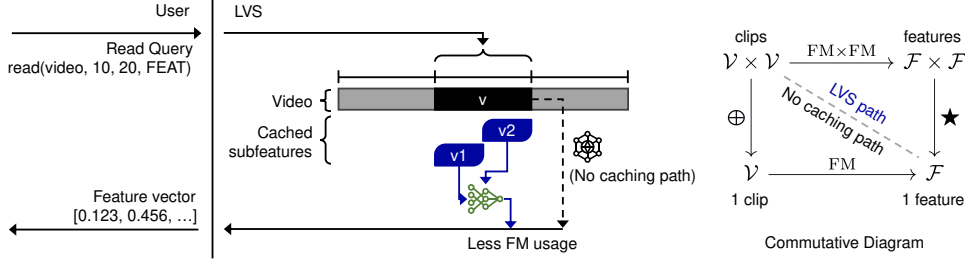 User
LVS
Read Query
read(video, 10, 20, FEAT)
Video
v
Cached
subfeatures
v2
v1
(No caching path)
Feature vector
[0.123, 0.456, …]
Less FM usage
clips
features
𝒱 × 𝒱
FM×FM
ℱ × ℱ
LVS path
No caching path
⊕
★
𝒱
FM
ℱ
1 clip
1 feature
Commutative Diagram